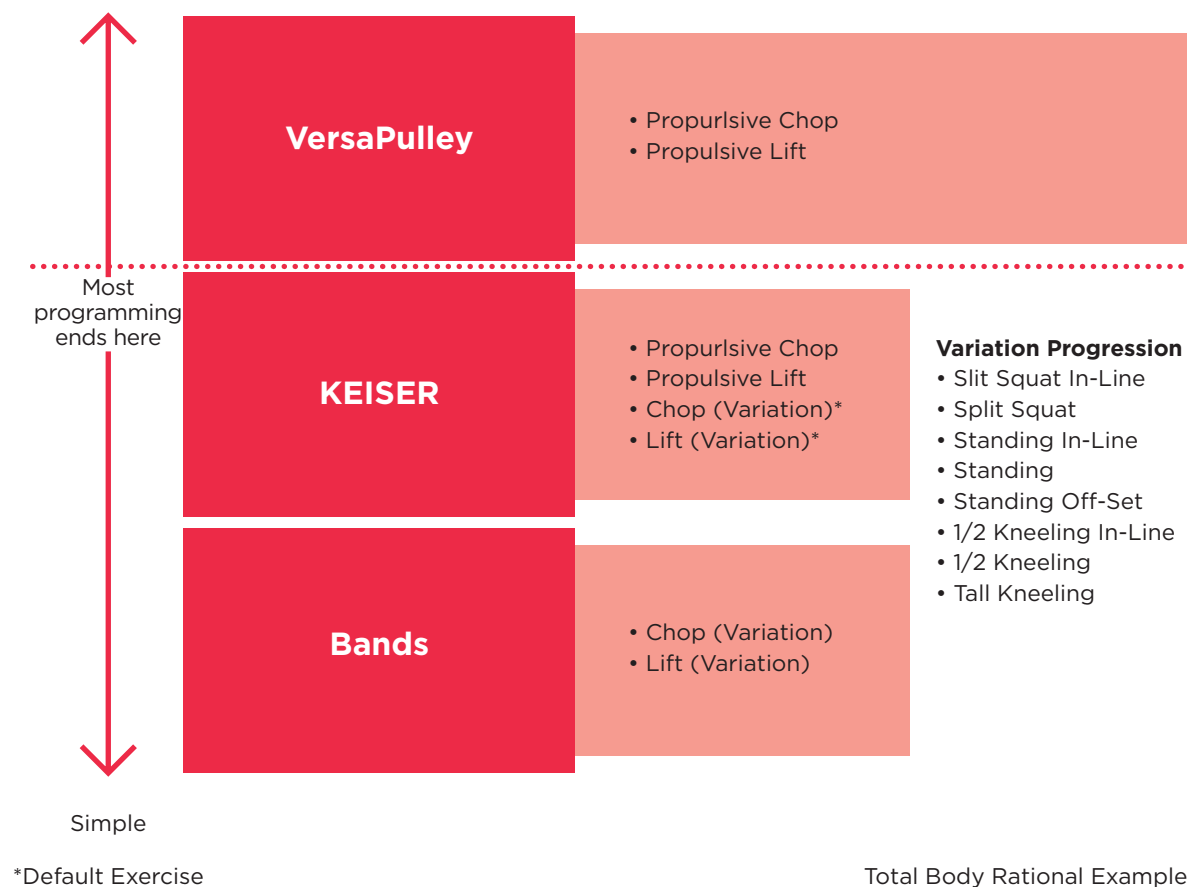 VersaPulley
• Propurlsive Chop
• Propulsive Lift
Most
programming
ends here
KEISER
• Propurlsive Chop
• Propulsive Lift
• Chop (Variation)*
• Lift (Variation)*
Variation Progression
• Slit Squat In-Line
• Split Squat
• Standing In-Line
• Standing
• Standing Off-Set
• 1/2 Kneeling In-Line
• 1/2 Kneeling
• Tall Kneeling
Bands
• Chop (Variation)
• Lift (Variation)
Simple
*Default Exercise
Total Body Rational Example